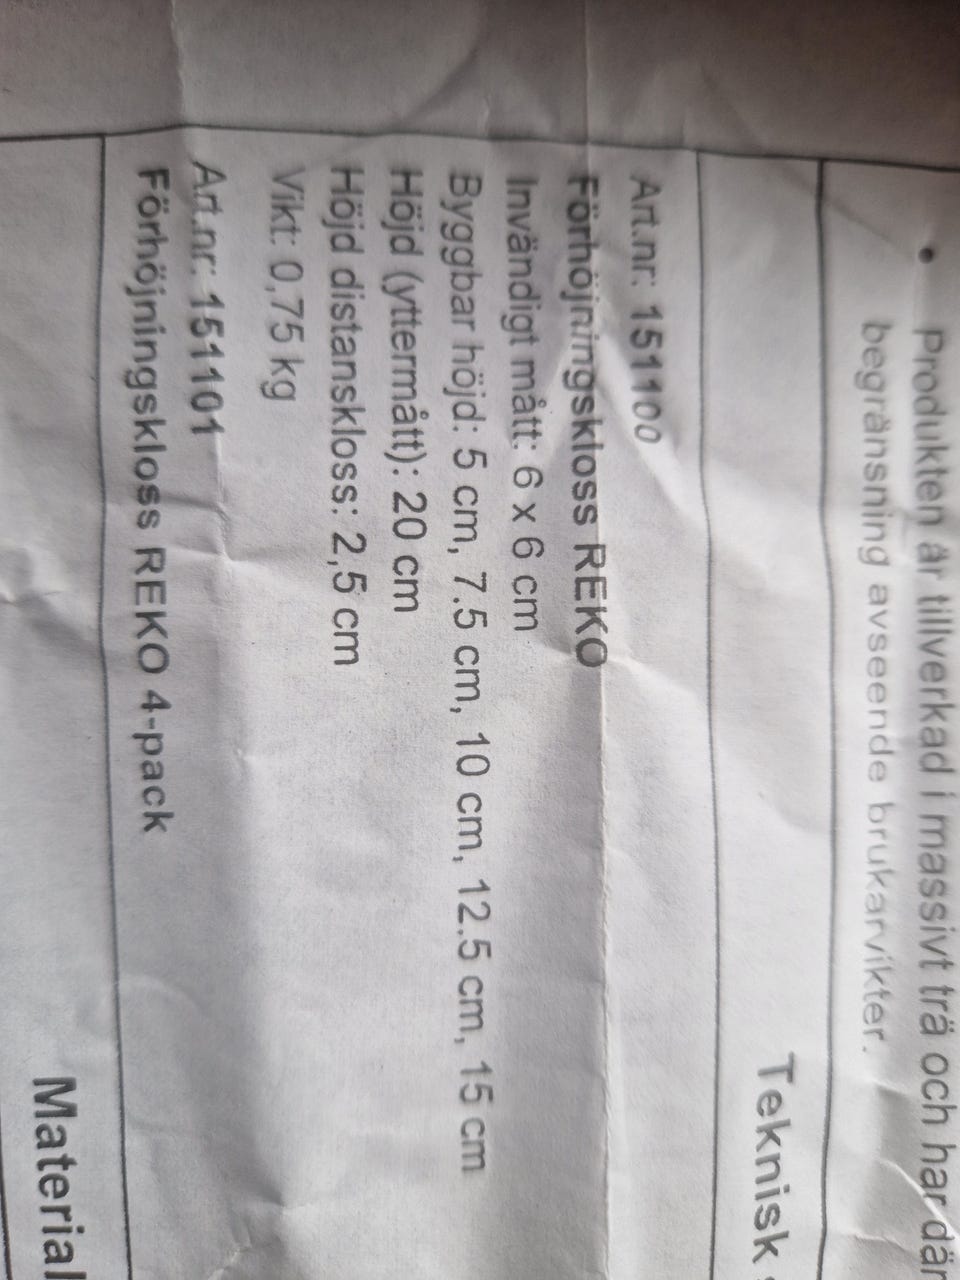 • Produkten är tillverkad i massivt trä och har där
begränsning avseende brukarvikter.
Teknisk
Art.nr: 151100
Förhöjningskloss REKO
Invändigt mått: 6 x 6 cm
Byggbar höjd: 5 cm, 7.5 cm, 10 cm, 12.5 cm, 15 cm
Höjd (yttermått): 20 cm
Höjd distanskloss: 2,5 cm
Vikt: 0,75 kg
Art.nr: 151101
Förhöjningskloss REKO 4-pack
Material